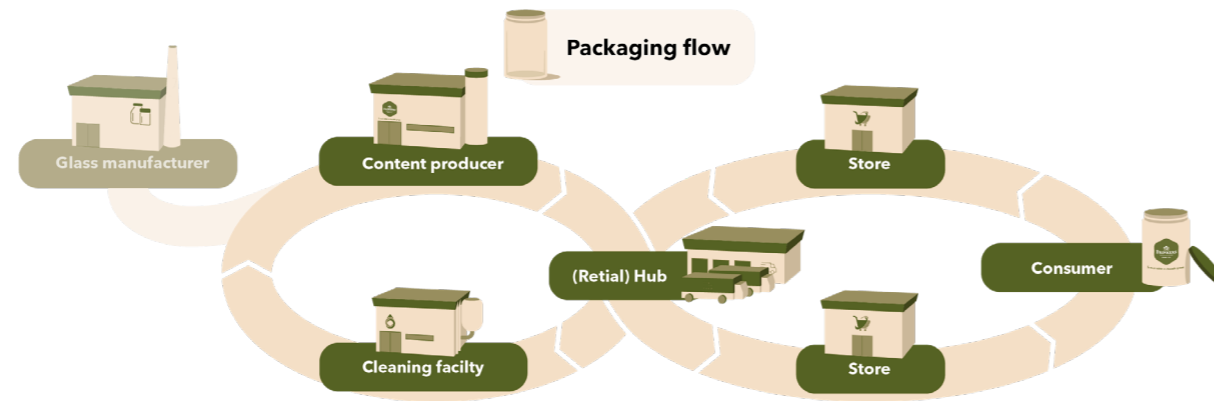 Packaging flow
Glass manufacturer
Content producer
Store
(Retial) Hub
Consumer
Cleaning facilty
Store